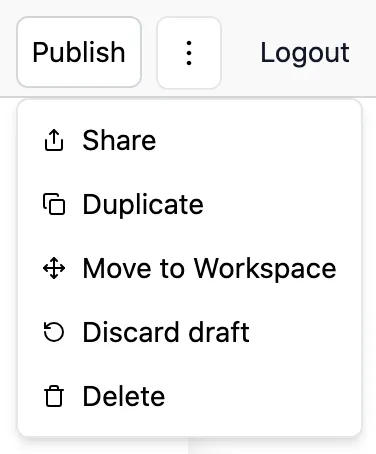 Publish
Logout
Share
Duplicate
Move to Workspace
Discard draft
Delete